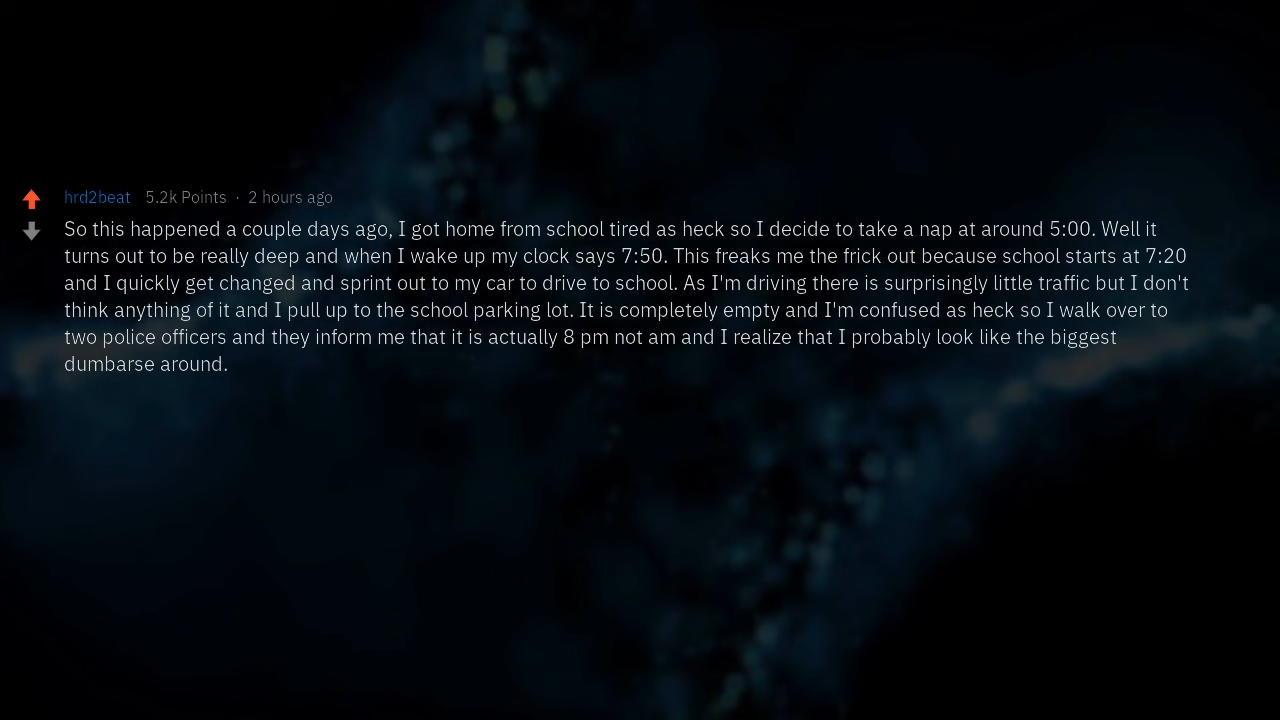 hrd2beat 5.2k Points · 2 hours ago
So this happened a couple days ago, I got home from school tired as heck so I decide to take a nap at around 5:00. Well it
turns out to be really deep and when I wake up my clock says 7:50. This freaks me the frick out because school starts at 7:20
and I quickly get changed and sprint out to my car to drive to school. As I'm driving there is surprisingly little traffic but I don't
think anything of it and I pull up to the school parking lot. It is completely empty and I'm confused as heck so I walk over to
two police officers and they inform me that it is actually 8 pm not am and I realize that I probably look like the biggest
dumbarse around.